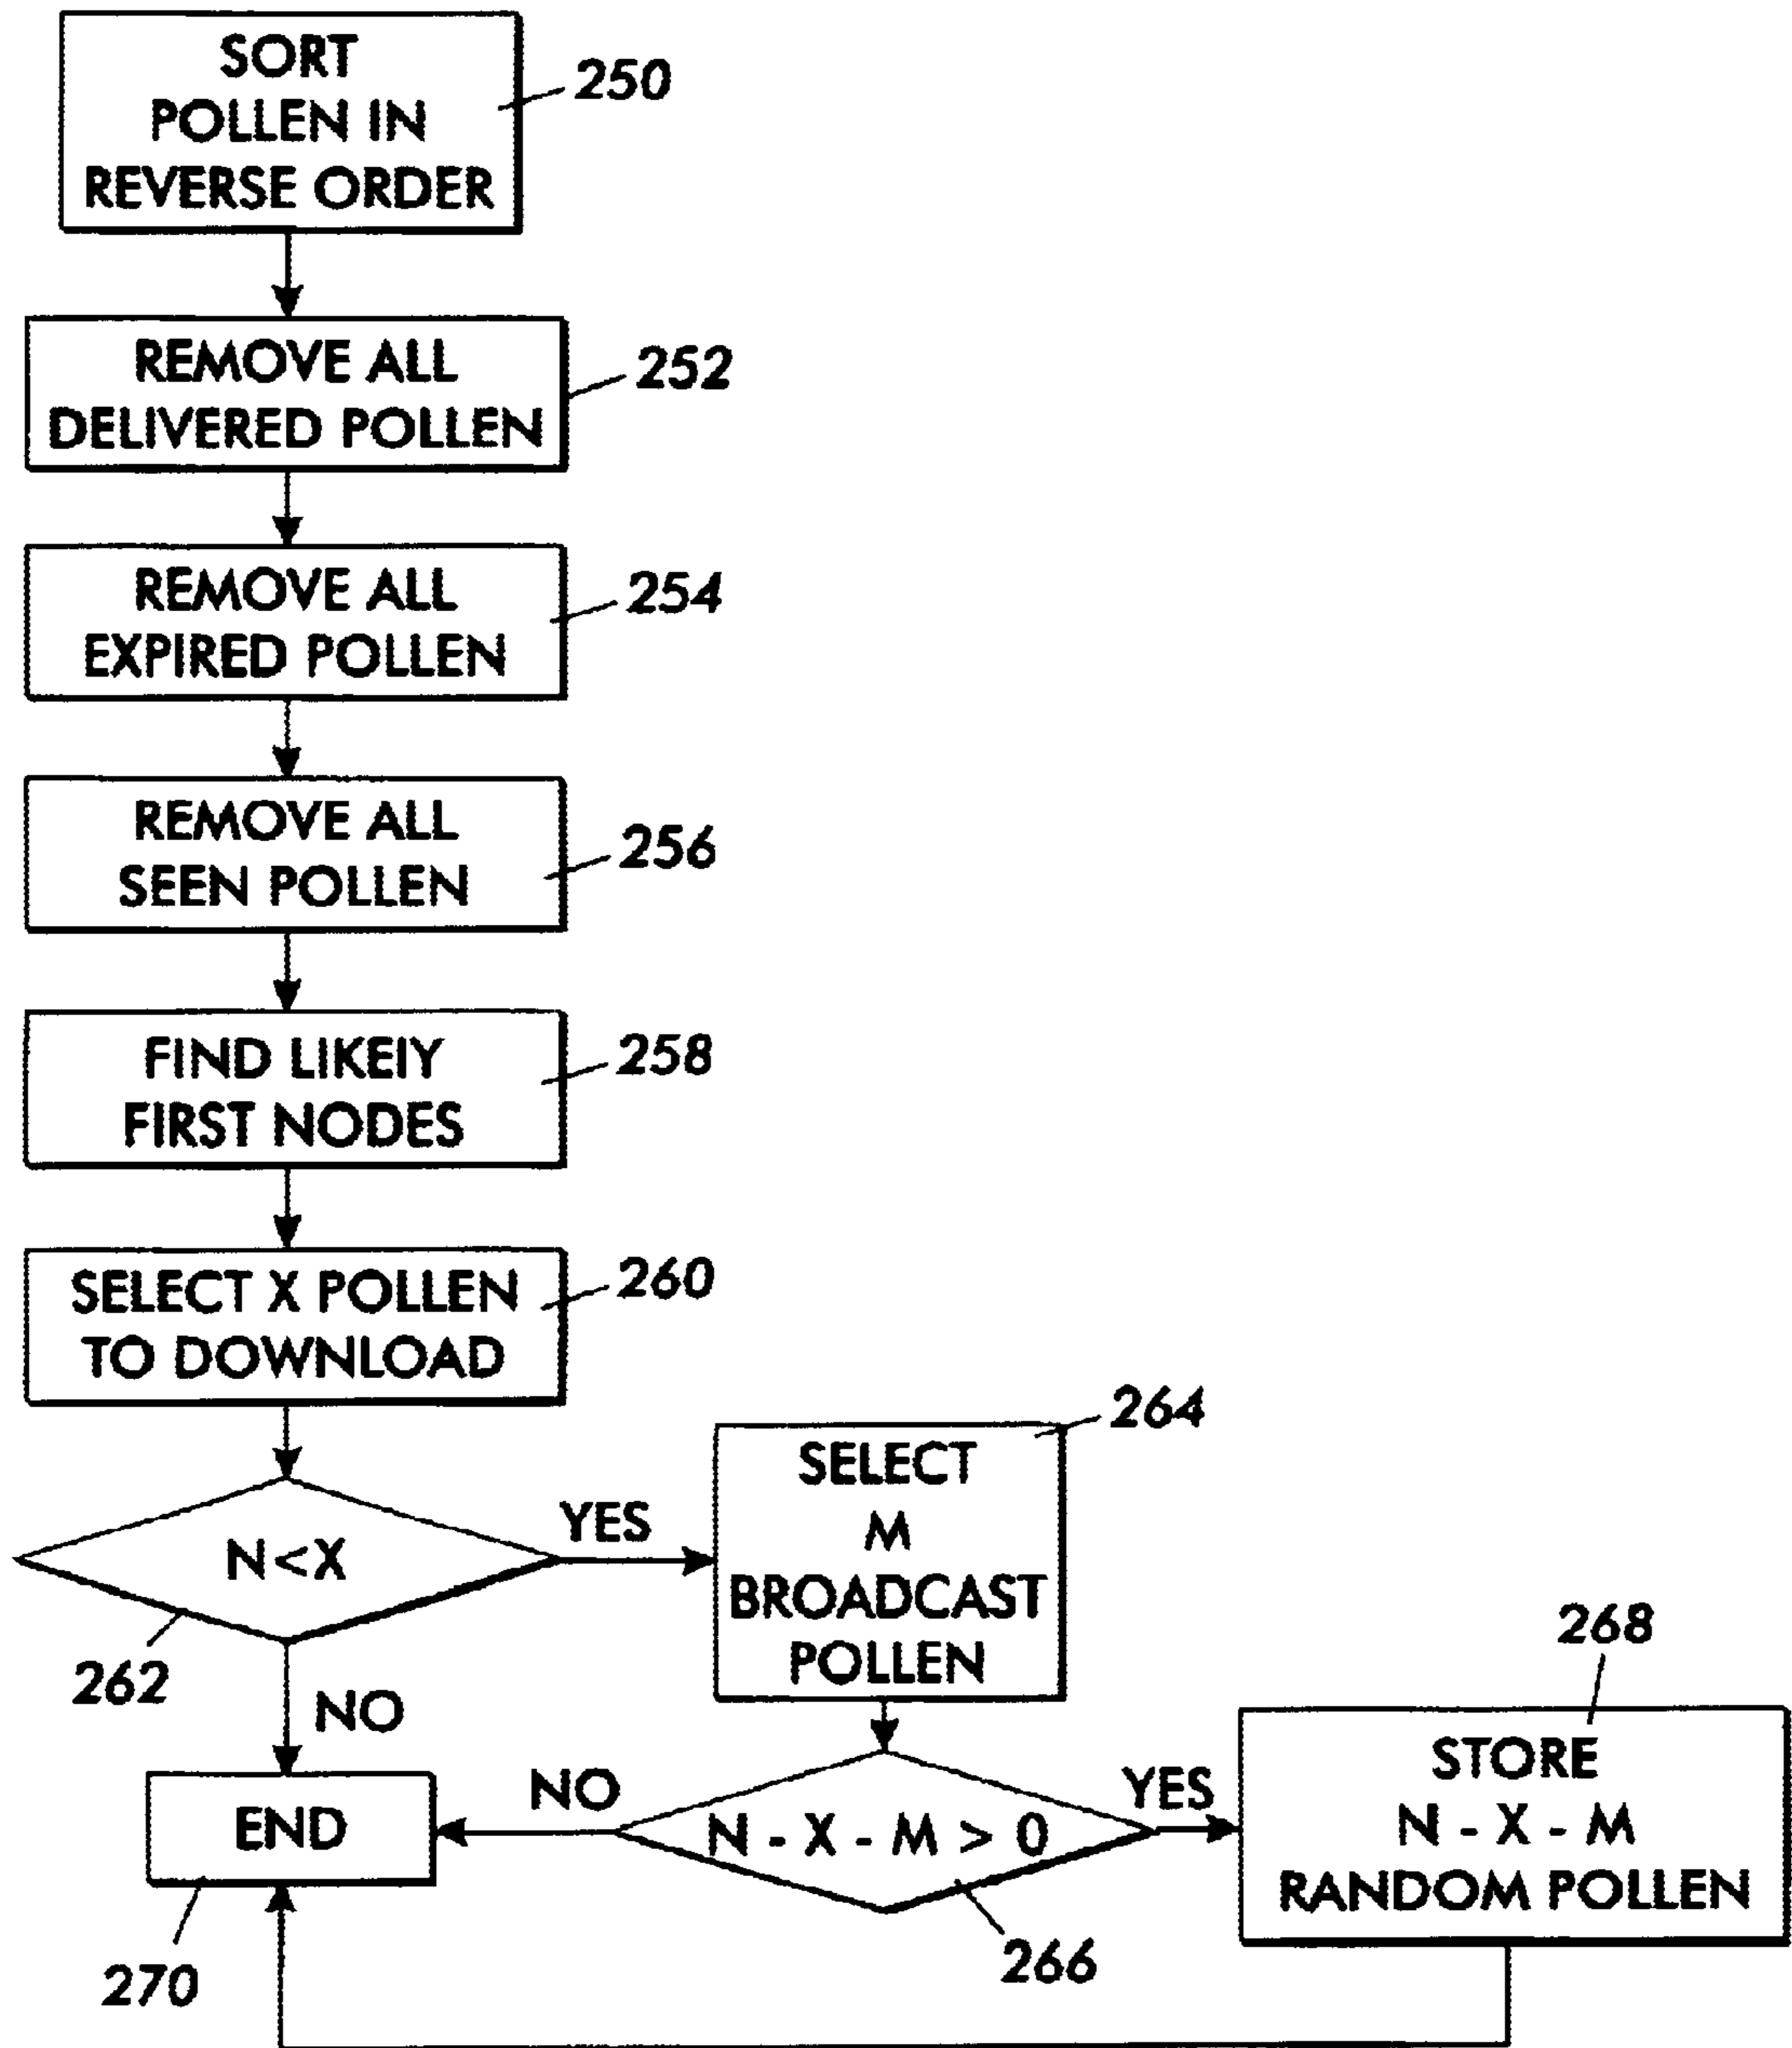 SORT
POLLEN IN
REVERSE ORDER
250
REMOVE ALL
DELIVERED POLLEN
252
REMOVE ALL
EXPIRED POLLEN
254
REMOVE ALL
SEEN POLLEN
256
FIND LIKEIY
FIRST NODES
258
SELECT X POLLEN
TO DOWNLOAD
260
N<X
262
YES
NO
SELECT
M
BROADCAST
POLLEN
264
N - X - M > 0
266
NO
YES
STORE
N - X - M
RANDOM POLLEN
268
END
270